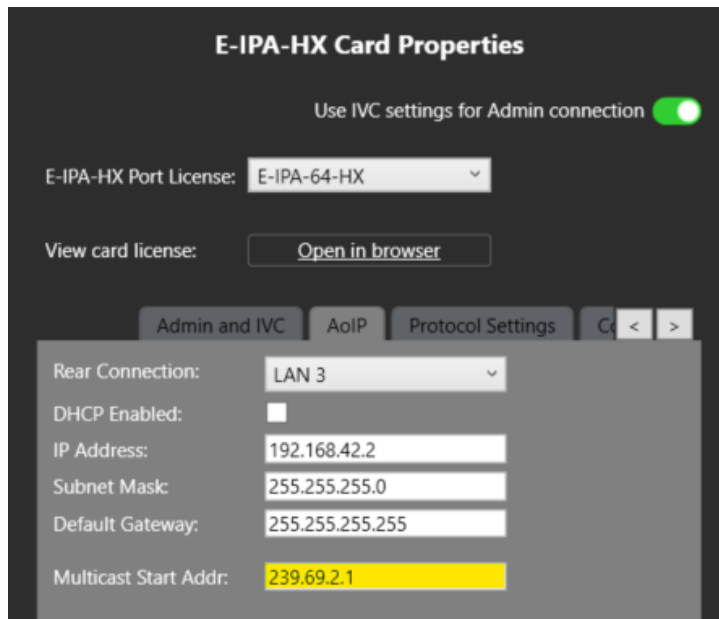 E-IPA-HX Card Properties
Use IVC settings for Admin connection
E-IPA-HX Port License: E-IPA-64-HX
View card license: Open in browser
Admin and IVC AoIP Protocol Settings < >
Rear Connection: LAN 3
DHCP Enabled:
IP Address: 192.168.42.2
Subnet Mask: 255.255.255.0
Default Gateway: 255.255.255.255
Multicast Start Addr: 239.69.2.1